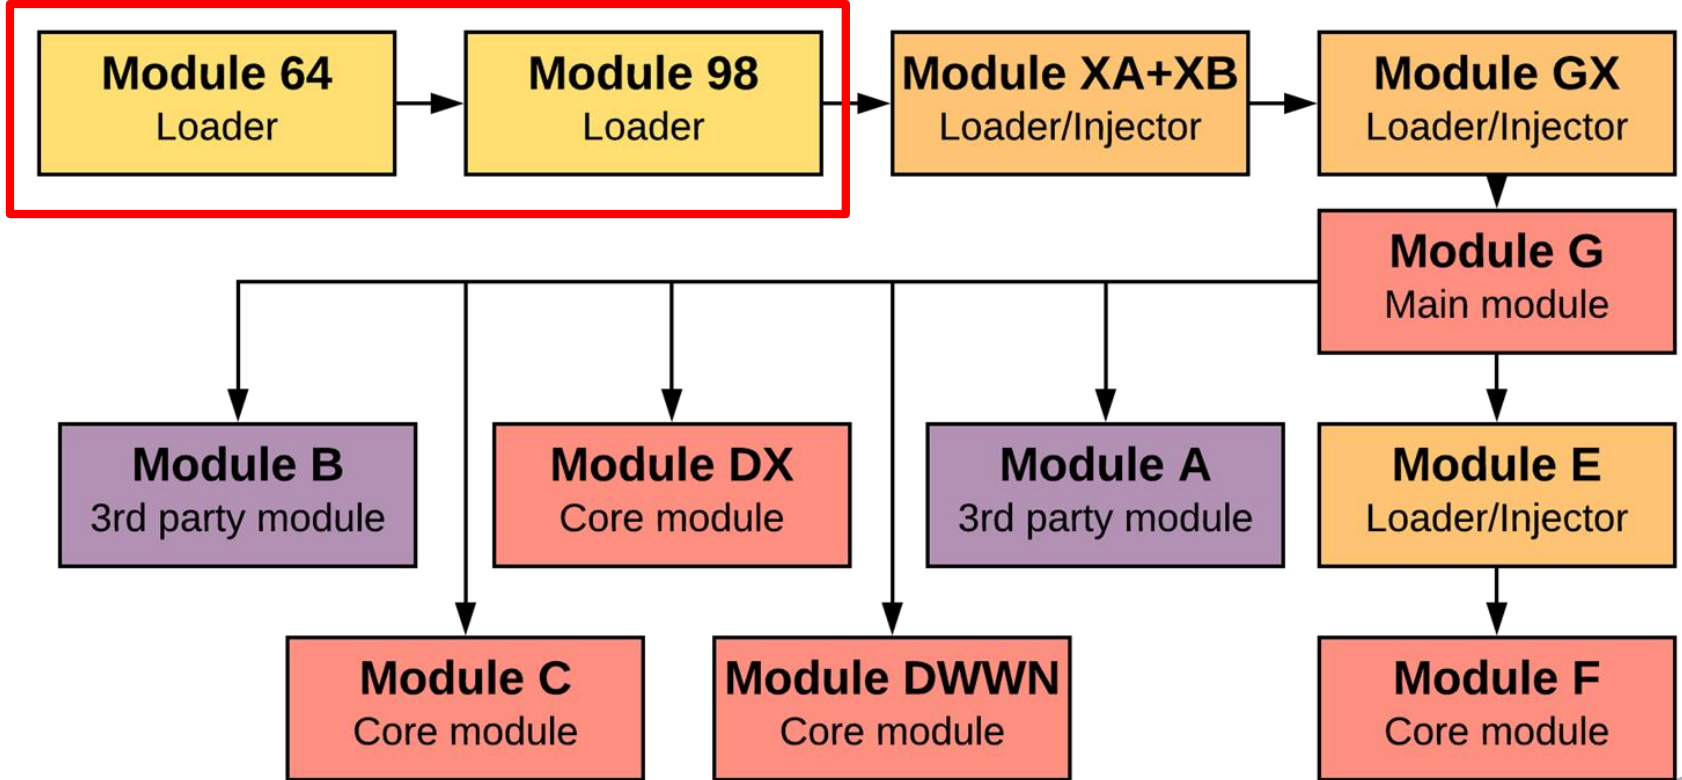 Module 64
Loader
Module 98
Loader
Module XA+XB
Loader/Injector
Module GX
Loader/Injector
Module G
Main module
Module B
3rd party module
Module DX
Core module
Module A
3rd party module
Module E
Loader/Injector
Module C
Core module
Module DWWN
Core module
Module F
Core module